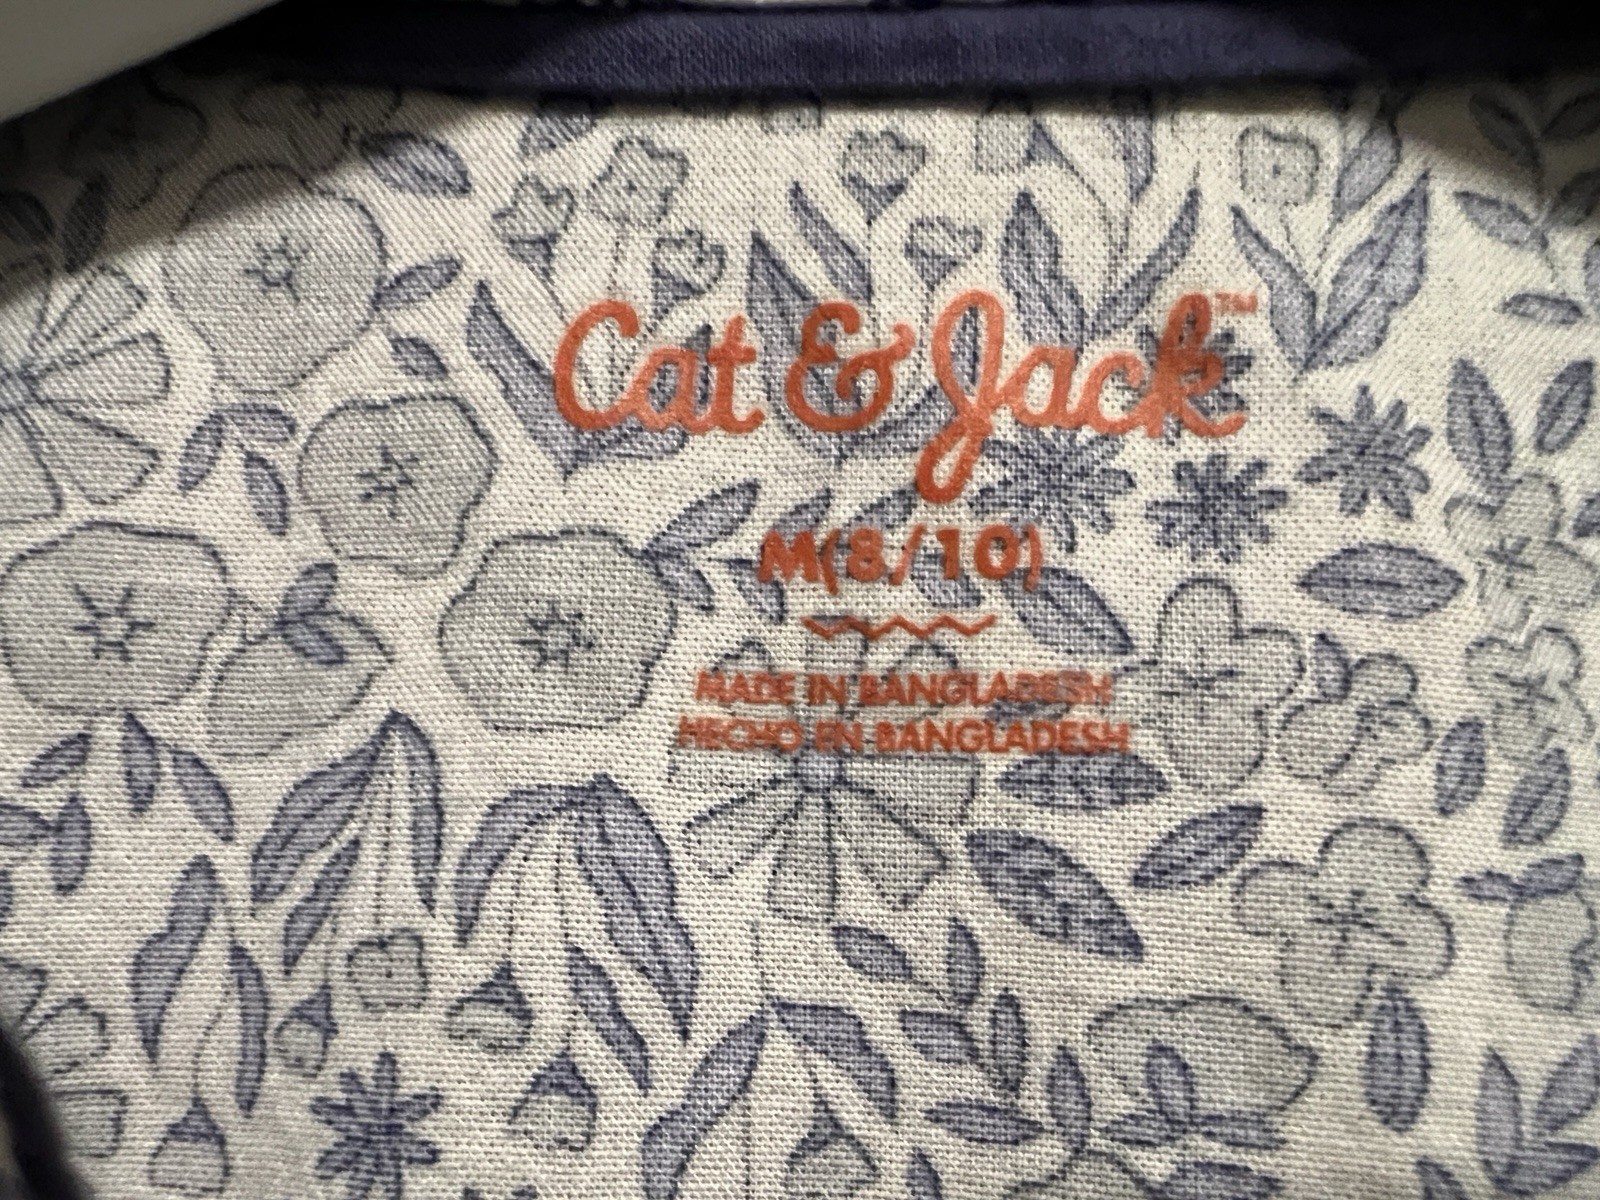 Cat & Jack™
M(8/10)
MADE IN BANGLADESH
HECHO EN BANGLADESH